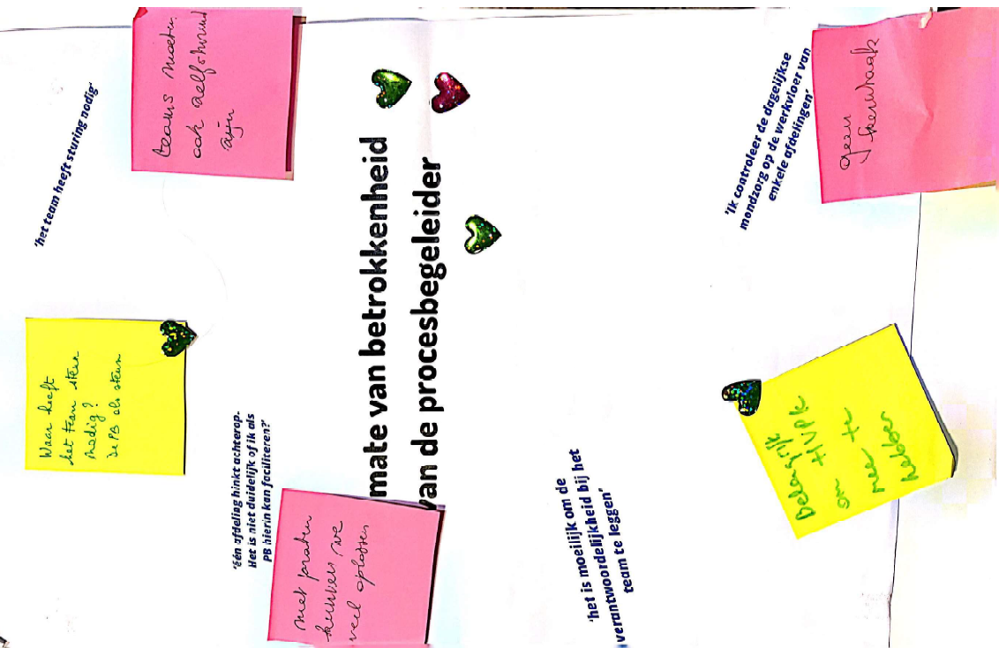 'het team heeft sturing nodig'
teams moeten
ook zelfsturend
zijn
mate van betrokkenheid
van de procesbegeleider
'Ik controleer de dagelijkse
mondzorg op de werkvloer van
enkele afdelingen'
geen
Waar heeft
het team steun
nodig?
De PB als steun
'één afdeling hinkt achterop.
Het is niet duidelijk of ik als
PB hierin kan faciliteren?'
met praten
kunnen we
veel oplossen
'het is moeilijk om de
verantwoordelijkheid bij het
team te leggen'
Belangrijk
om HVPK
mee te
hebben